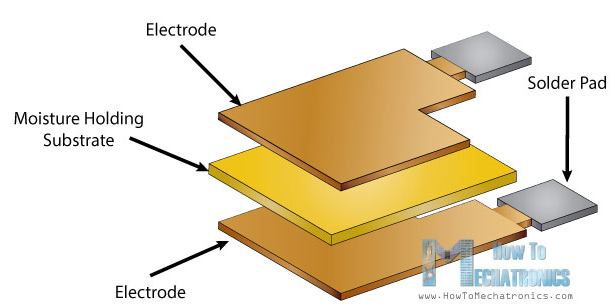 Electrode
Solder Pad
Moisture Holding
Substrate
Electrode
How To
MECHATRONICS
www.HowToMechatronics.com